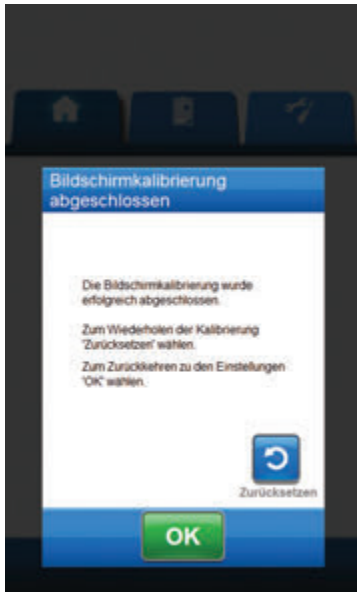 Bildschirmkalibrierung
abgeschlossen
Die Bildschirmkalibrierung wurde
erfolgreich abgeschlossen.
Zum Wiederholen der Kalibrierung
'Zurücksetzen' wählen.
Zum Zurückkehren zu den Einstellungen
'OK' wählen.
Zurücksetzen
OK